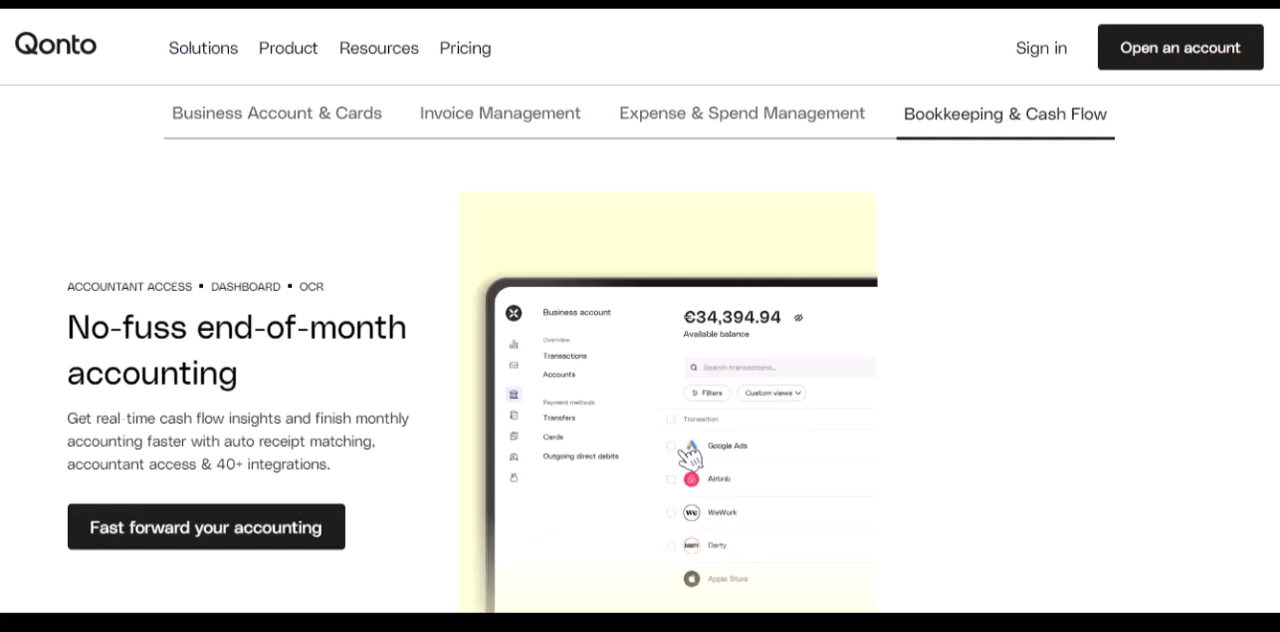 Qonto
Solutions Product Resources Pricing
Sign in
Open an account
Business Account & Cards Invoice Management Expense & Spend Management Bookkeeping & Cash Flow
ACCOUNTANT ACCESS ▪ DASHBOARD ▪ OCR
No-fuss end-of-month
accounting
Get real-time cash flow insights and finish monthly
accounting faster with auto receipt matching,
accountant access & 40+ integrations.
Fast forward your accounting
Business account
Overview
Transactions
Accounts
Payment methods
Transfers
Cards
Outgoing direct debits
€34,394.94
Available balance
Search transactions...
Filters Custom views
Transaction
Google Ads
Airbnb
We WeWork
DARTY Darty
Apple Store